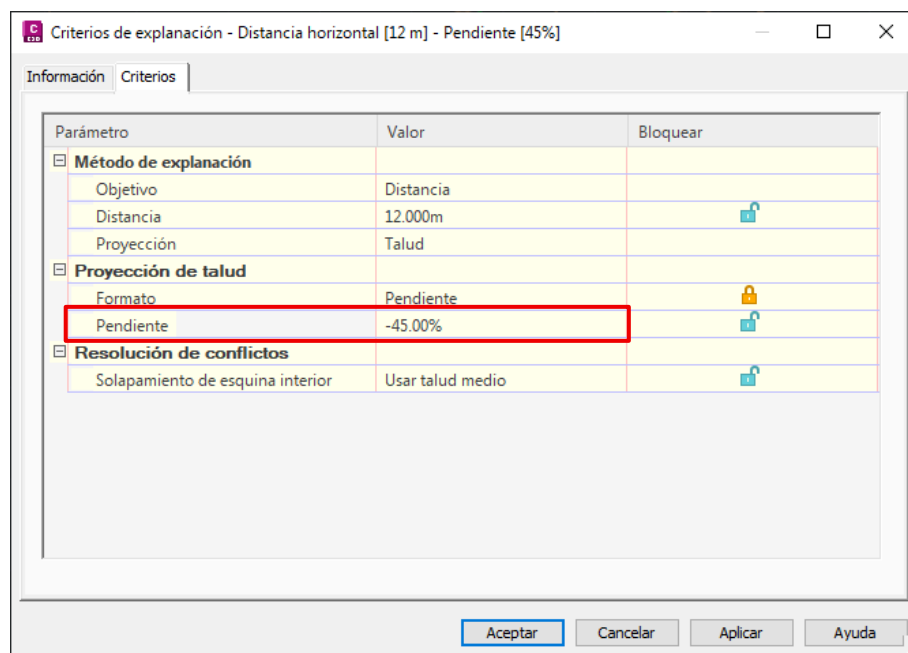 C
C3D
Criterios de explanación - Distancia horizontal [12 m] - Pendiente [45%]
Información Criterios
Parámetro Valor Bloquear
Método de explanación
Objetivo Distancia
Distancia 12.000m
Proyección Talud
Proyección de talud
Formato Pendiente
Pendiente -45.00%
Resolución de conflictos
Solapamiento de esquina interior Usar talud medio
Aceptar Cancelar Aplicar Ayuda